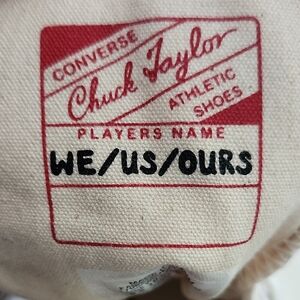 CONVERSE
Chuck Taylor
ATHLETIC
SHOES
PLAYERS NAME
WE/US/OURS